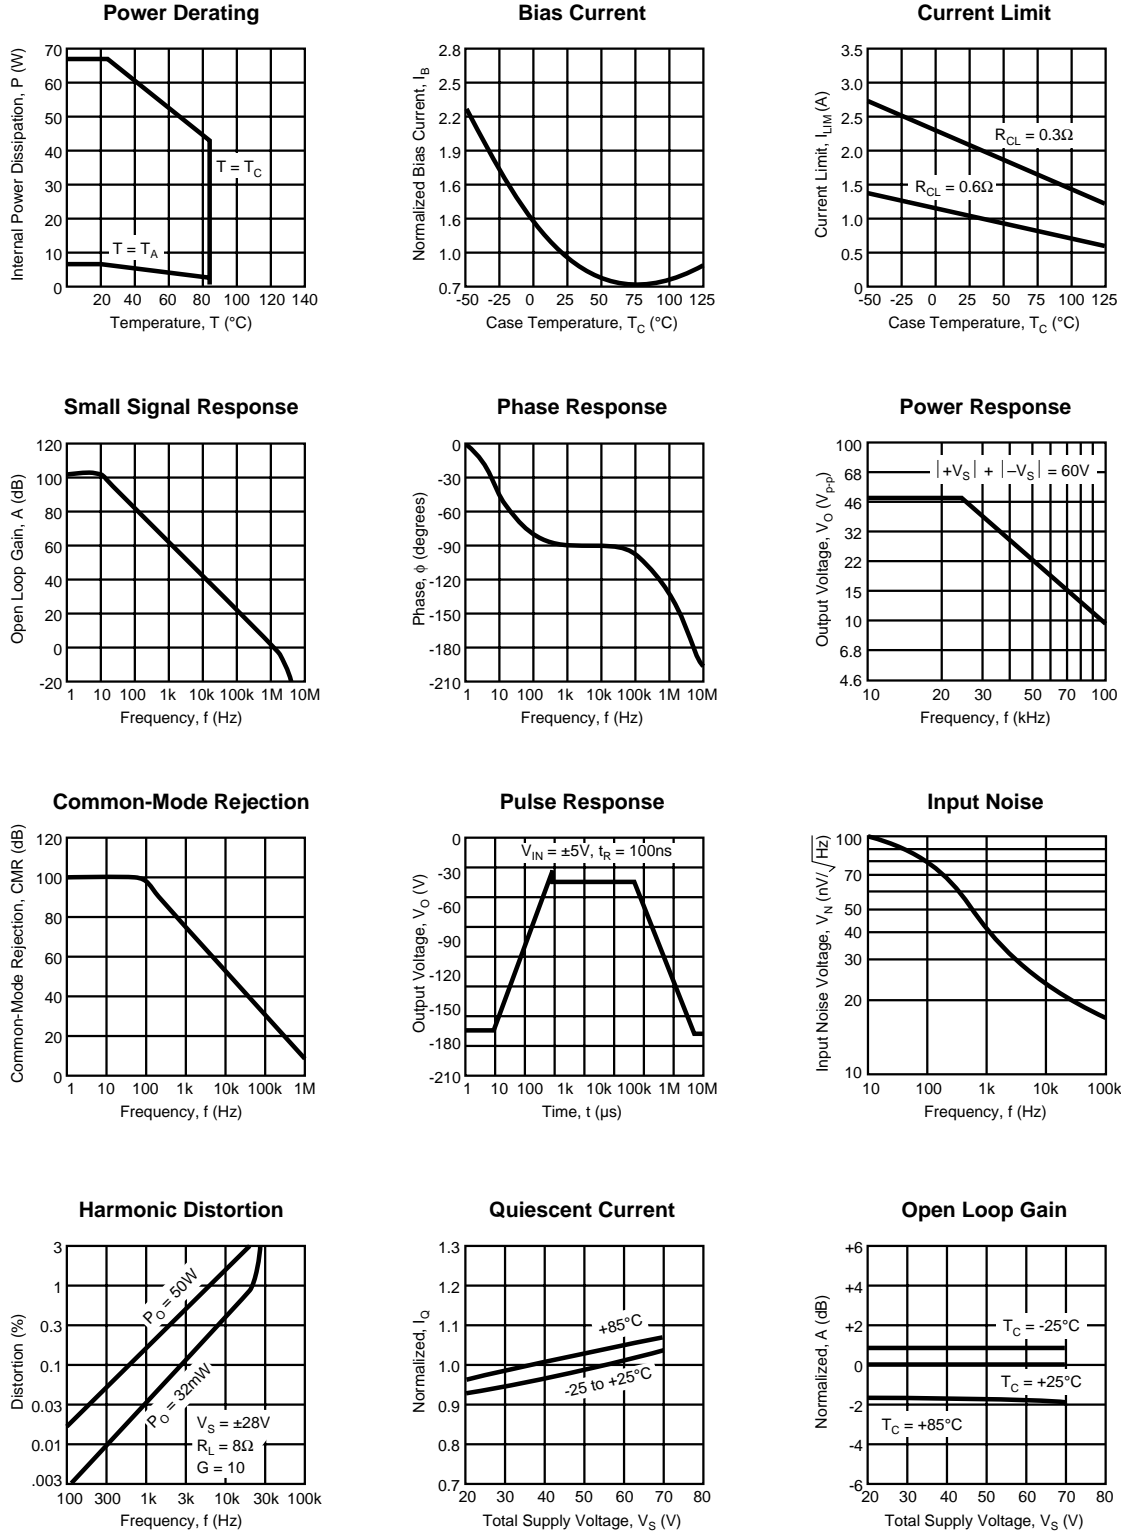 Power Derating
Internal Power Dissipation, P (W)
70
60
50
40
30
20
10
0
T = T_C
T = T_A
20 40 60 80 100 120 140
Temperature, T (°C)
Bias Current
Normalized Bias Current, I_B
2.8
2.5
2.2
1.9
1.6
1.6
1.0
0.7
-50 -25 0 25 50 75 100 125
Case Temperature, T_C (°C)
Current Limit
Current Limit, I_LIM (A)
3.5
3.0
2.5
2.0
1.5
1.0
0.5
0
R_CL = 0.3Ω
R_CL = 0.6Ω
-50 -25 0 25 50 75 100 125
Case Temperature, T_C (°C)
Small Signal Response
Open Loop Gain, A (dB)
120
100
80
60
40
20
0
-20
1 10 100 1k 10k 100k 1M 10M
Frequency, f (Hz)
Phase Response
Phase, ϕ (degrees)
0
-30
-60
-90
-120
-150
-180
-210
1 10 100 1k 10k 100k 1M 10M
Frequency, f (Hz)
Power Response
Output Voltage, V_O (V_p-p)
100
68
46
32
22
15
10
6.8
4.6
|+V_S| + |–V_S| = 60V
10 20 30 50 70 100
Frequency, f (kHz)
Common-Mode Rejection
Common-Mode Rejection, CMR (dB)
120
100
80
60
40
20
0
1 10 100 1k 10k 100k 1M
Frequency, f (Hz)
Pulse Response
Output Voltage, V_O (V)
0
-30
-60
-90
-120
-150
-180
-210
V_IN = ±5V, t_R = 100ns
1 10 100 1k 10k 100k 1M 10M
Time, t (µs)
Input Noise
Input Noise Voltage, V_N (nV/√Hz)
100
70
50
40
30
20
10
10 100 1k 10k 100k
Frequency, f (Hz)
Harmonic Distortion
Distortion (%)
3
1
0.3
0.1
0.03
0.01
.003
P_O = 50W
P_O = 32mW
V_S = ±28V
R_L = 8Ω
G = 10
100 300 1k 3k 10k 30k 100k
Frequency, f (Hz)
Quiescent Current
Normalized, I_Q
1.3
1.2
1.1
1.0
0.9
0.8
0.7
+85°C
-25 to +25°C
20 30 40 50 60 70 80
Total Supply Voltage, V_S (V)
Open Loop Gain
Normalized, A (dB)
+6
+4
+2
0
-2
-4
-6
T_C = -25°C
T_C = +25°C
T_C = +85°C
20 30 40 50 60 70 80
Total Supply Voltage, V_S (V)